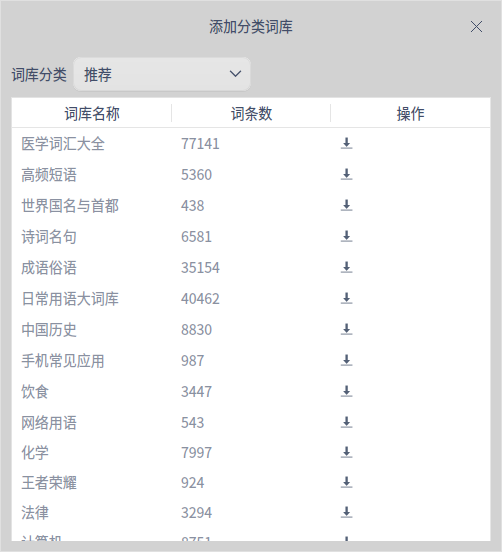 添加分类词库
词库分类 推荐
词库名称 词条数 操作
医学词汇大全 77141
高频短语 5360
世界国名与首都 438
诗词名句 6581
成语俗语 35154
日常用语大词库 40462
中国历史 8830
手机常见应用 987
饮食 3447
网络用语 543
化学 7997
王者荣耀 924
法律 3294
计算机 8751